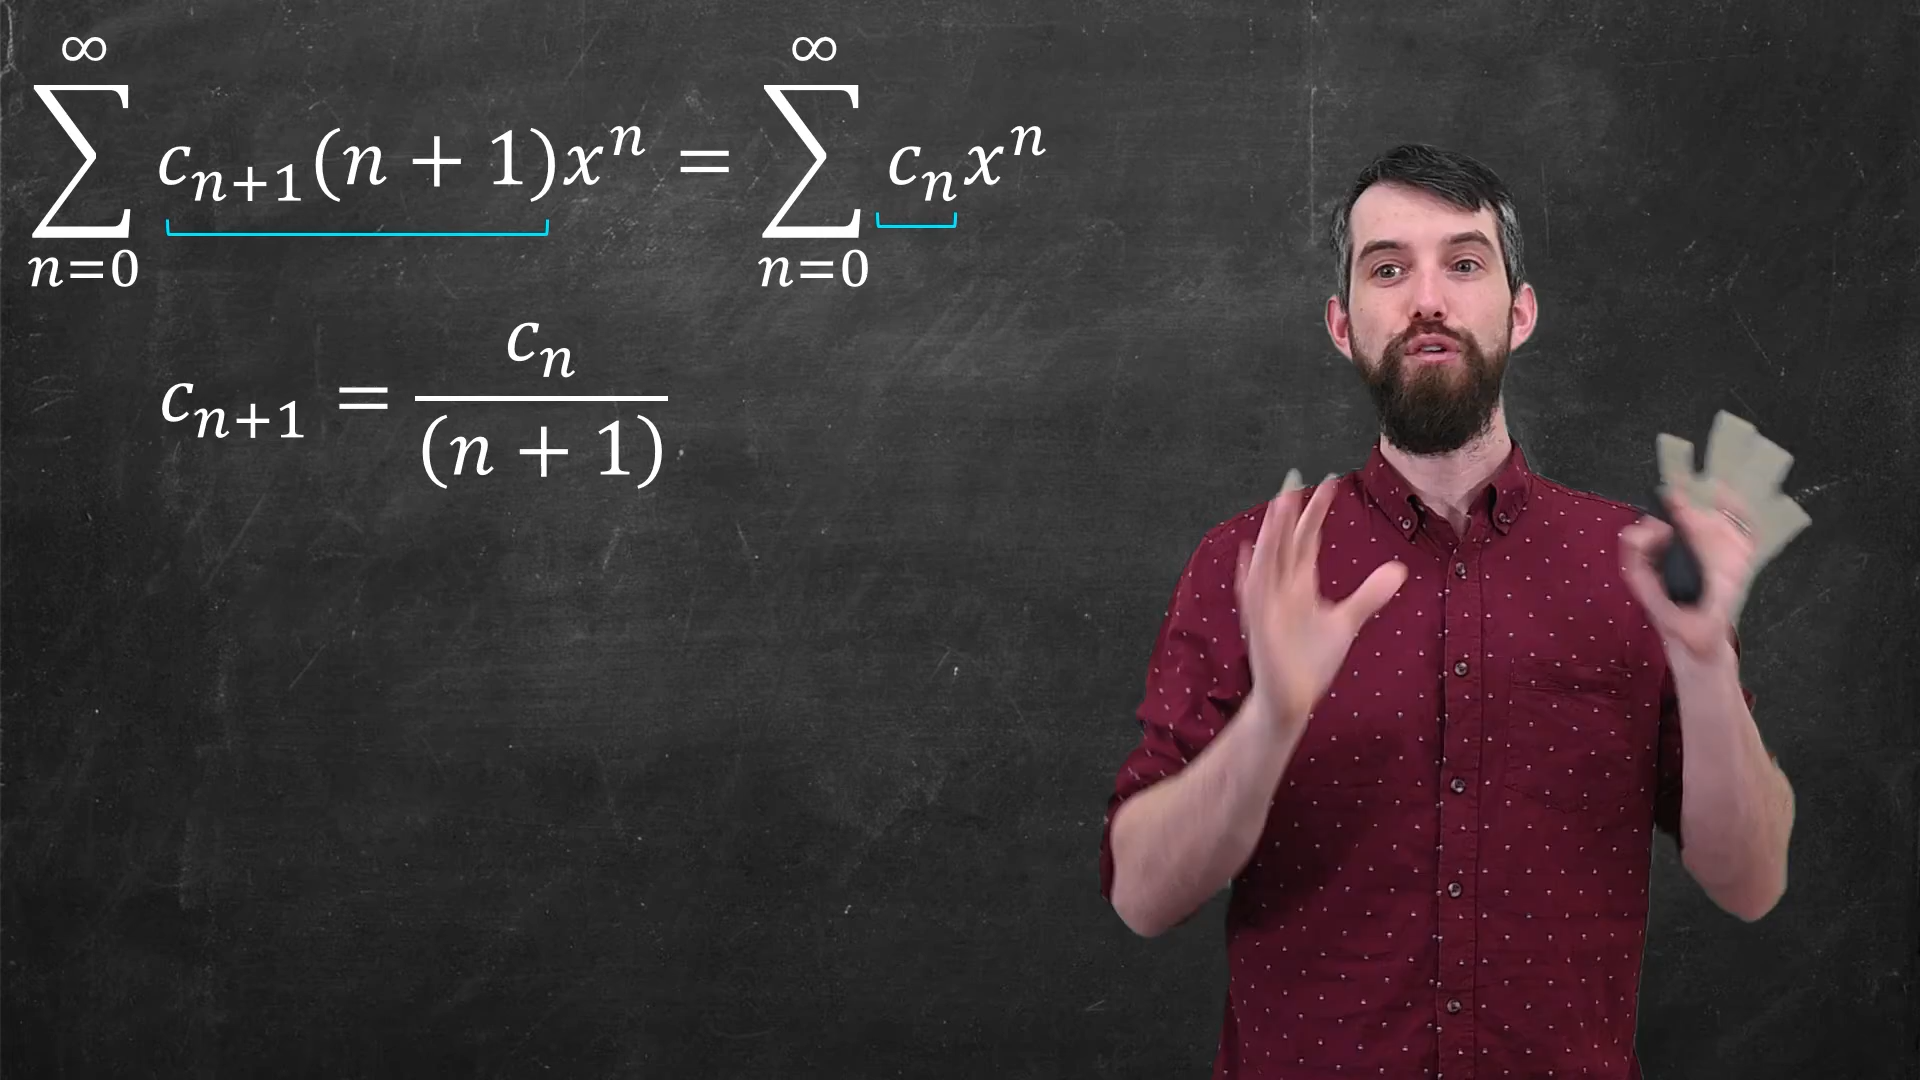 ∑_{n=0}^{∞} c_{n+1}(n + 1)x^n = ∑_{n=0}^{∞} c_n x^n
c_{n+1} = c_n / (n + 1)